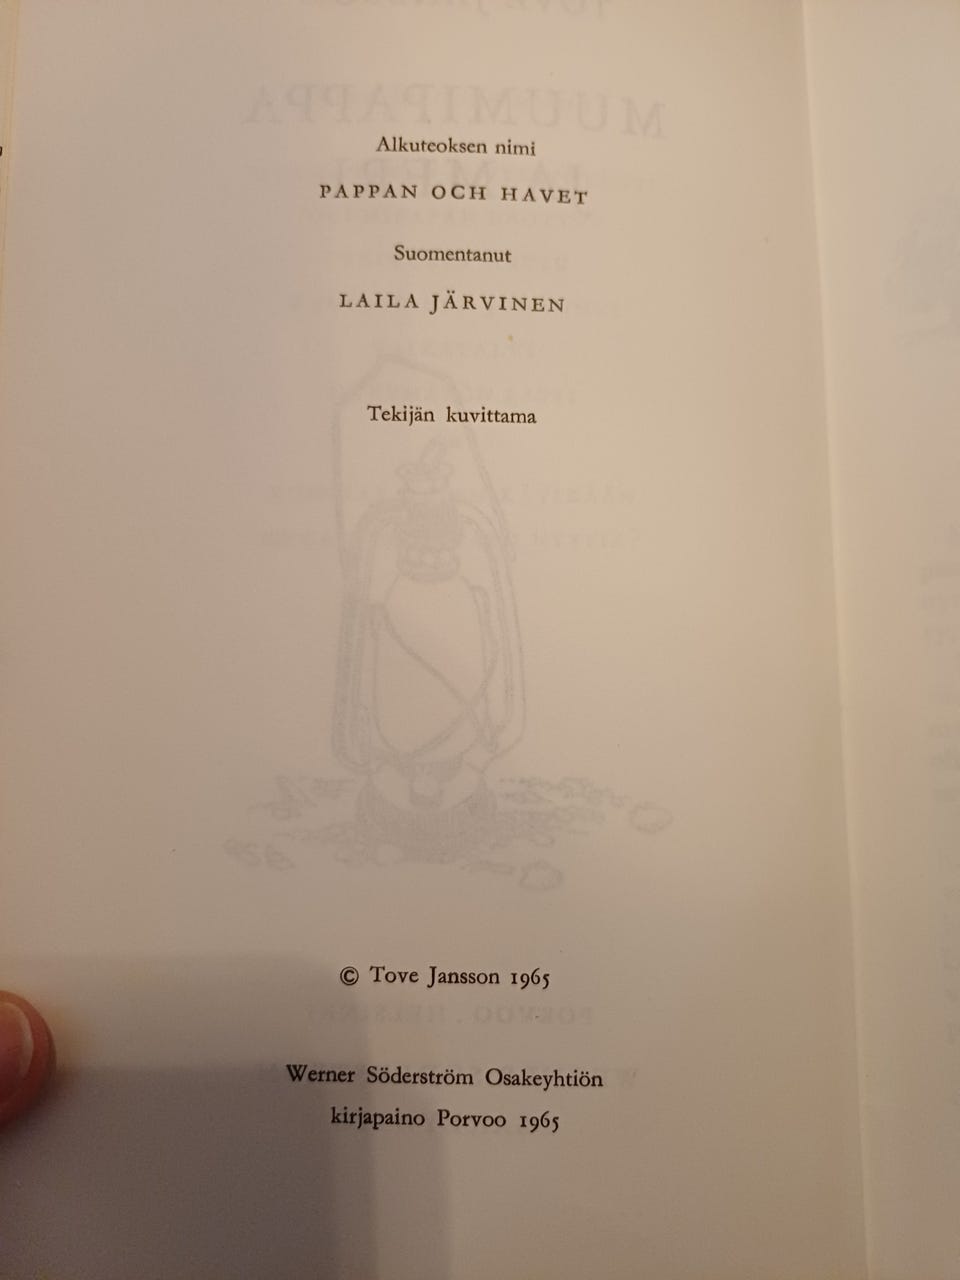 Alkuteoksen nimi
PAPPAN OCH HAVET
Suomentanut
LAILA JÄRVINEN
Tekijän kuvittama
© Tove Jansson 1965
Werner Söderström Osakeyhtiön
kirjapaino Porvoo 1965